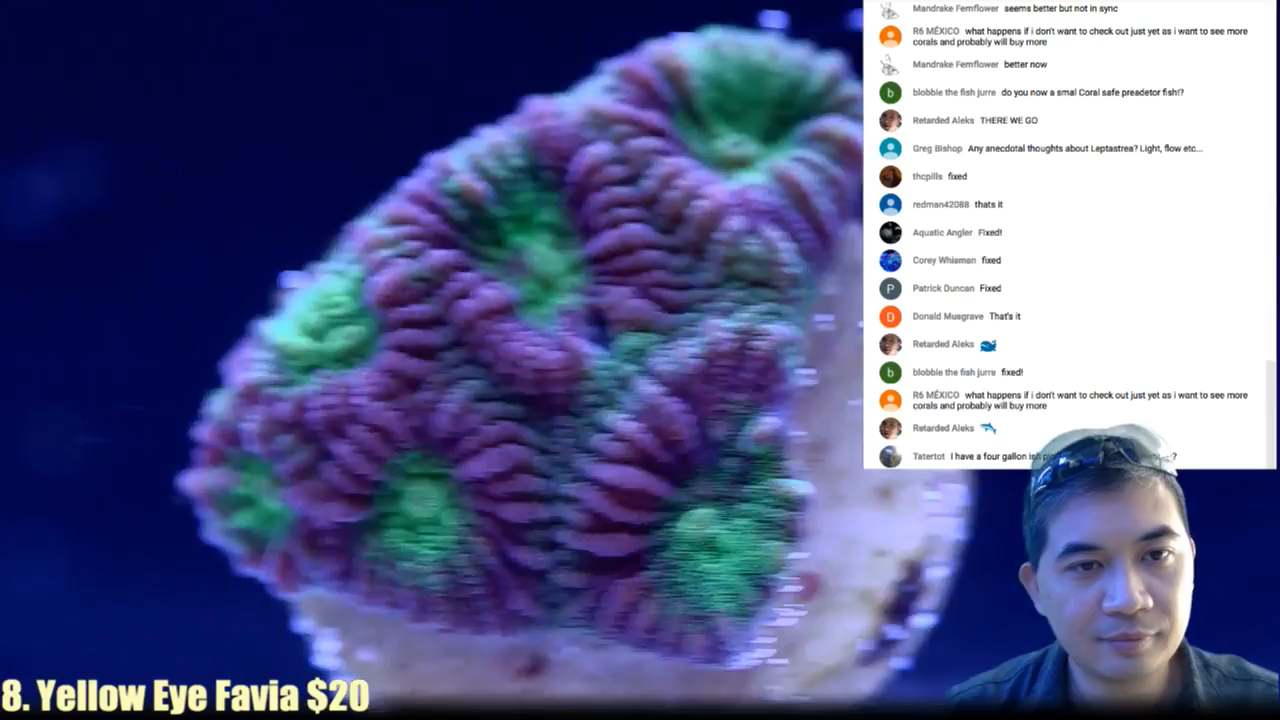 Mandrake Fernflower seems better but not in sync
R6 MÉXICO what happens if i don't want to check out just yet as i want to see more
corals and probably will buy more
Mandrake Fernflower better now
b blobbie the fish jurre do you now a smal Coral safe preadetor fish!?
Retarded Aleks THERE WE GO
Greg Bishop Any anecdotal thoughts about Leptastrea? Light, flow etc...
thcpills fixed
redman42088 thats it
Aquatic Angler Fixed!
Corey Whisman fixed
P Patrick Duncan Fixed
D Donald Musgrave That's it
Retarded Aleks
b blobbie the fish jurre fixed!
R6 MÉXICO what happens if i don't want to check out just yet as i want to see more
corals and probably will buy more
Retarded Aleks
Tatertot I have a four gallon isn't
8. Yellow Eye Favia $20